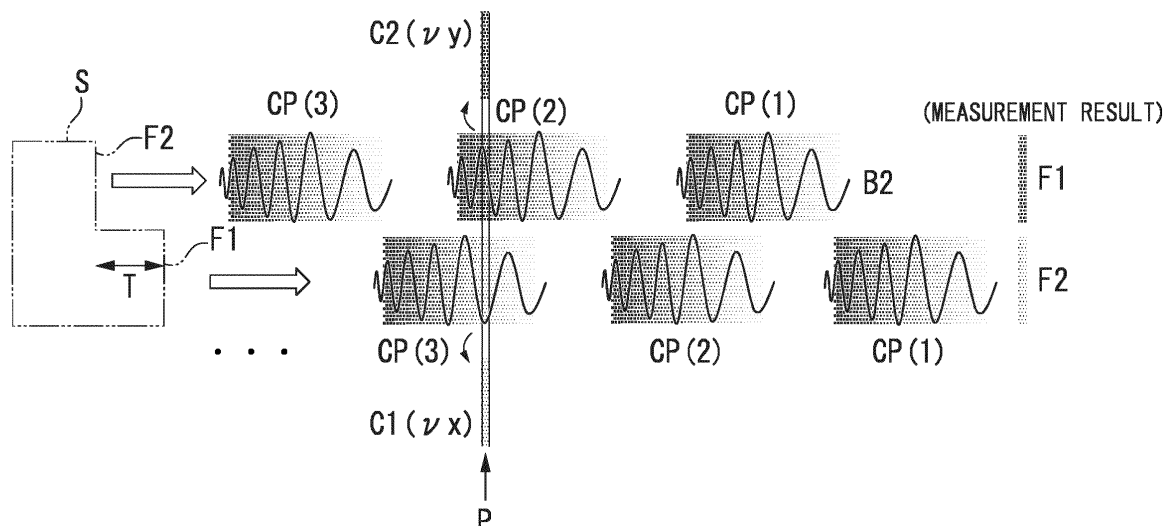 C2(νy)
S
CP(3)
CP(2)
CP(1)
(MEASUREMENT RESULT)
F2
B2
F1
F1
T
F2
. . .
CP(3)
CP(2)
CP(1)
C1(νx)
P